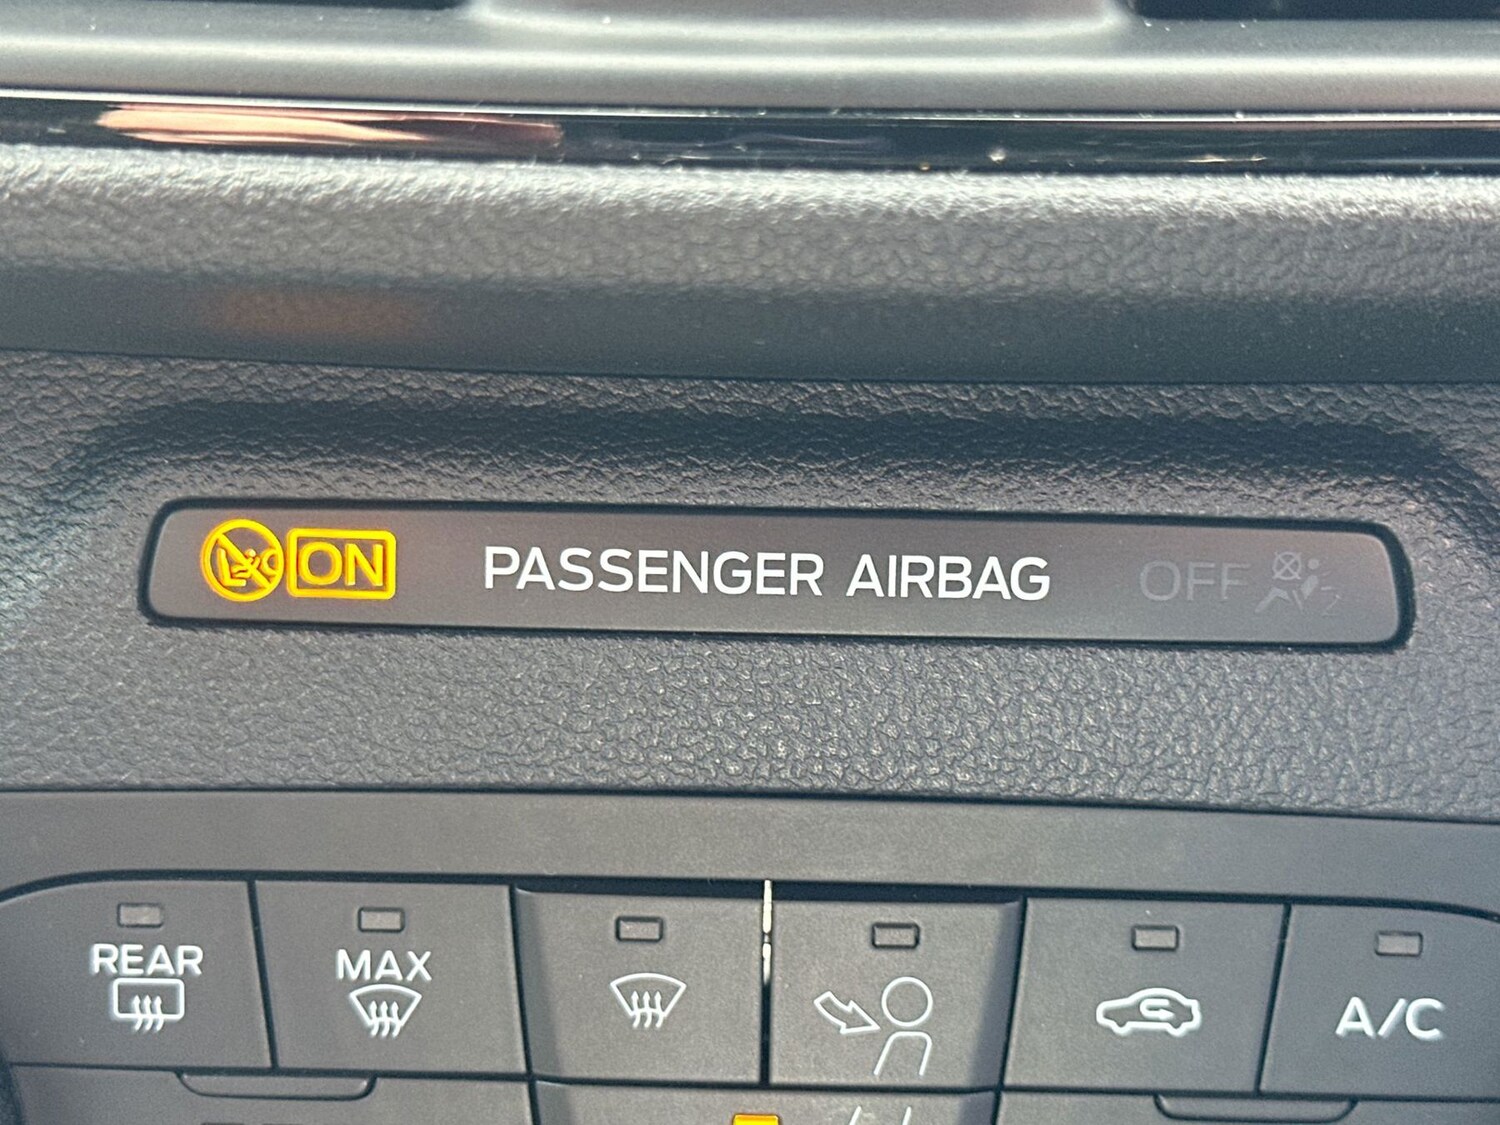 ON PASSENGER AIRBAG OFF
REAR
MAX
A/C